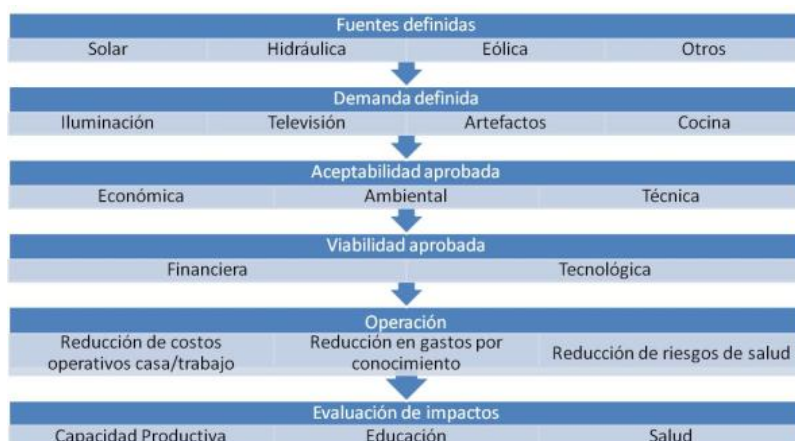 Fuentes definidas
Solar Hidráulica Eólica Otros
Demanda definida
Iluminación Televisión Artefactos Cocina
Aceptabilidad aprobada
Económica Ambiental Técnica
Viabilidad aprobada
Financiera Tecnológica
Operación
Reducción de costos operativos casa/trabajo
Reducción en gastos por conocimiento
Reducción de riesgos de salud
Evaluación de impactos
Capacidad Productiva Educación Salud